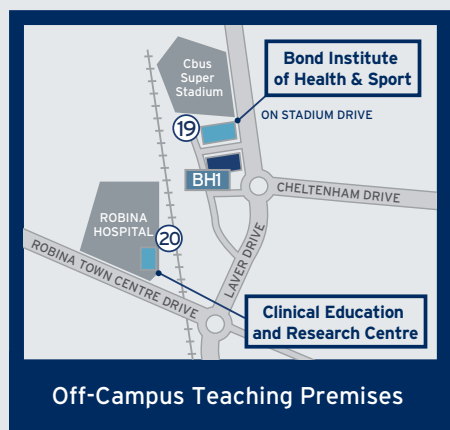 Cbus
Super
Stadium
Bond Institute
of Health & Sport
ON STADIUM DRIVE
19
BH1
CHELTENHAM DRIVE
ROBINA
HOSPITAL
20
LAVER DRIVE
ROBINA TOWN CENTRE DRIVE
Clinical Education
and Research Centre
Off-Campus Teaching Premises